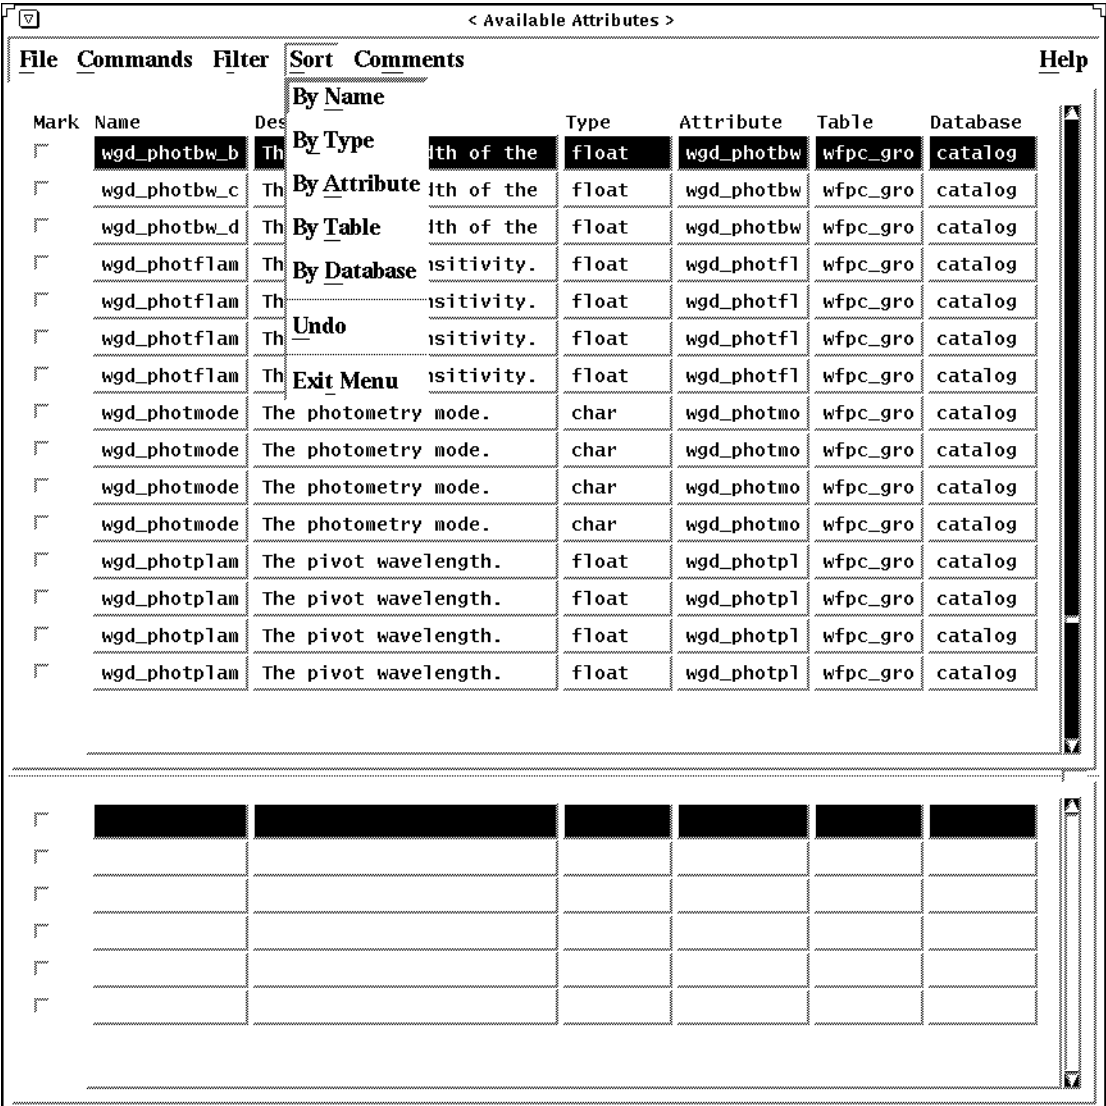 < Available Attributes >
File Commands Filter Sort Comments Help
By Name
By Type
By Attribute
By Table
By Database
Undo
Exit Menu
Mark Name Des Type Attribute Table Database
wgd_photbw_b Th dth of the float wgd_photbw wfpc_gro catalog
wgd_photbw_c Th dth of the float wgd_photbw wfpc_gro catalog
wgd_photbw_d Th dth of the float wgd_photbw wfpc_gro catalog
wgd_photflam Th nsitivity. float wgd_photfl wfpc_gro catalog
wgd_photflam Th nsitivity. float wgd_photfl wfpc_gro catalog
wgd_photflam Th nsitivity. float wgd_photfl wfpc_gro catalog
wgd_photflam Th nsitivity. float wgd_photfl wfpc_gro catalog
wgd_photmode The photometry mode. char wgd_photmo wfpc_gro catalog
wgd_photmode The photometry mode. char wgd_photmo wfpc_gro catalog
wgd_photmode The photometry mode. char wgd_photmo wfpc_gro catalog
wgd_photmode The photometry mode. char wgd_photmo wfpc_gro catalog
wgd_photplam The pivot wavelength. float wgd_photpl wfpc_gro catalog
wgd_photplam The pivot wavelength. float wgd_photpl wfpc_gro catalog
wgd_photplam The pivot wavelength. float wgd_photpl wfpc_gro catalog
wgd_photplam The pivot wavelength. float wgd_photpl wfpc_gro catalog